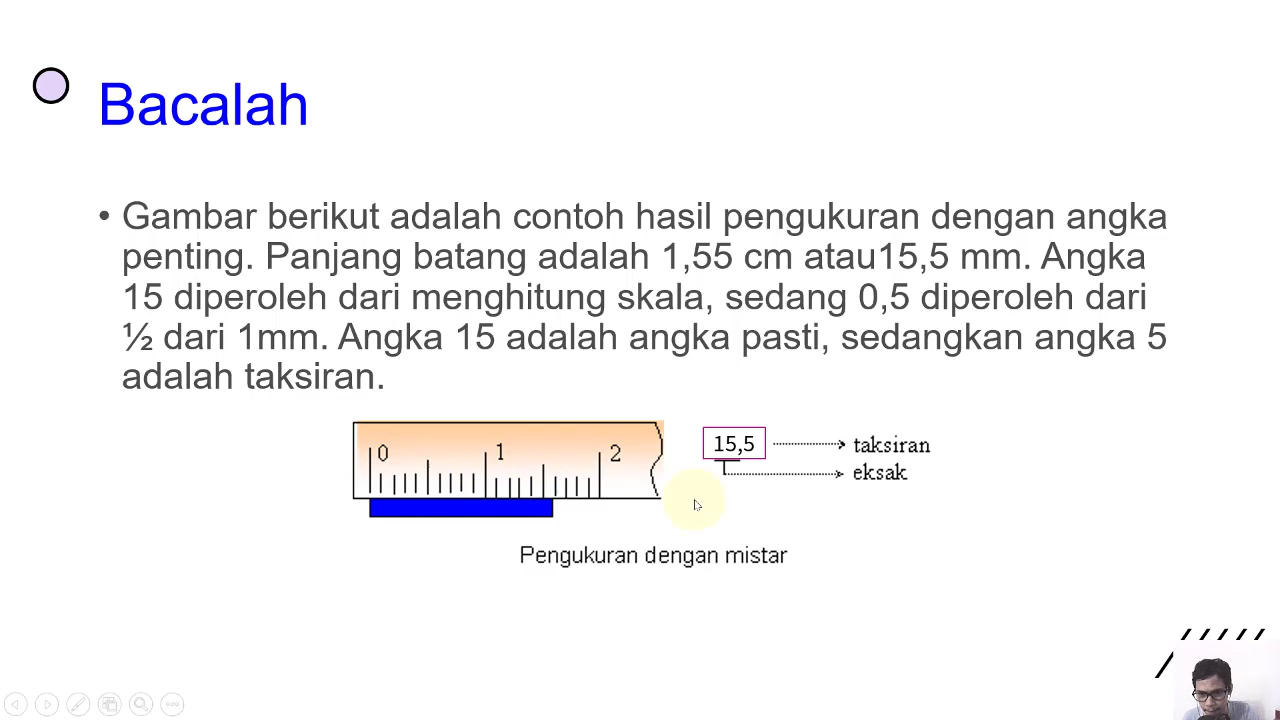 Bacalah
• Gambar berikut adalah contoh hasil pengukuran dengan angka
penting. Panjang batang adalah 1,55 cm atau15,5 mm. Angka
15 diperoleh dari menghitung skala, sedang 0,5 diperoleh dari
½ dari 1mm. Angka 15 adalah angka pasti, sedangkan angka 5
adalah taksiran.
0 1 2
15,5 taksiran
eksak
Pengukuran dengan mistar